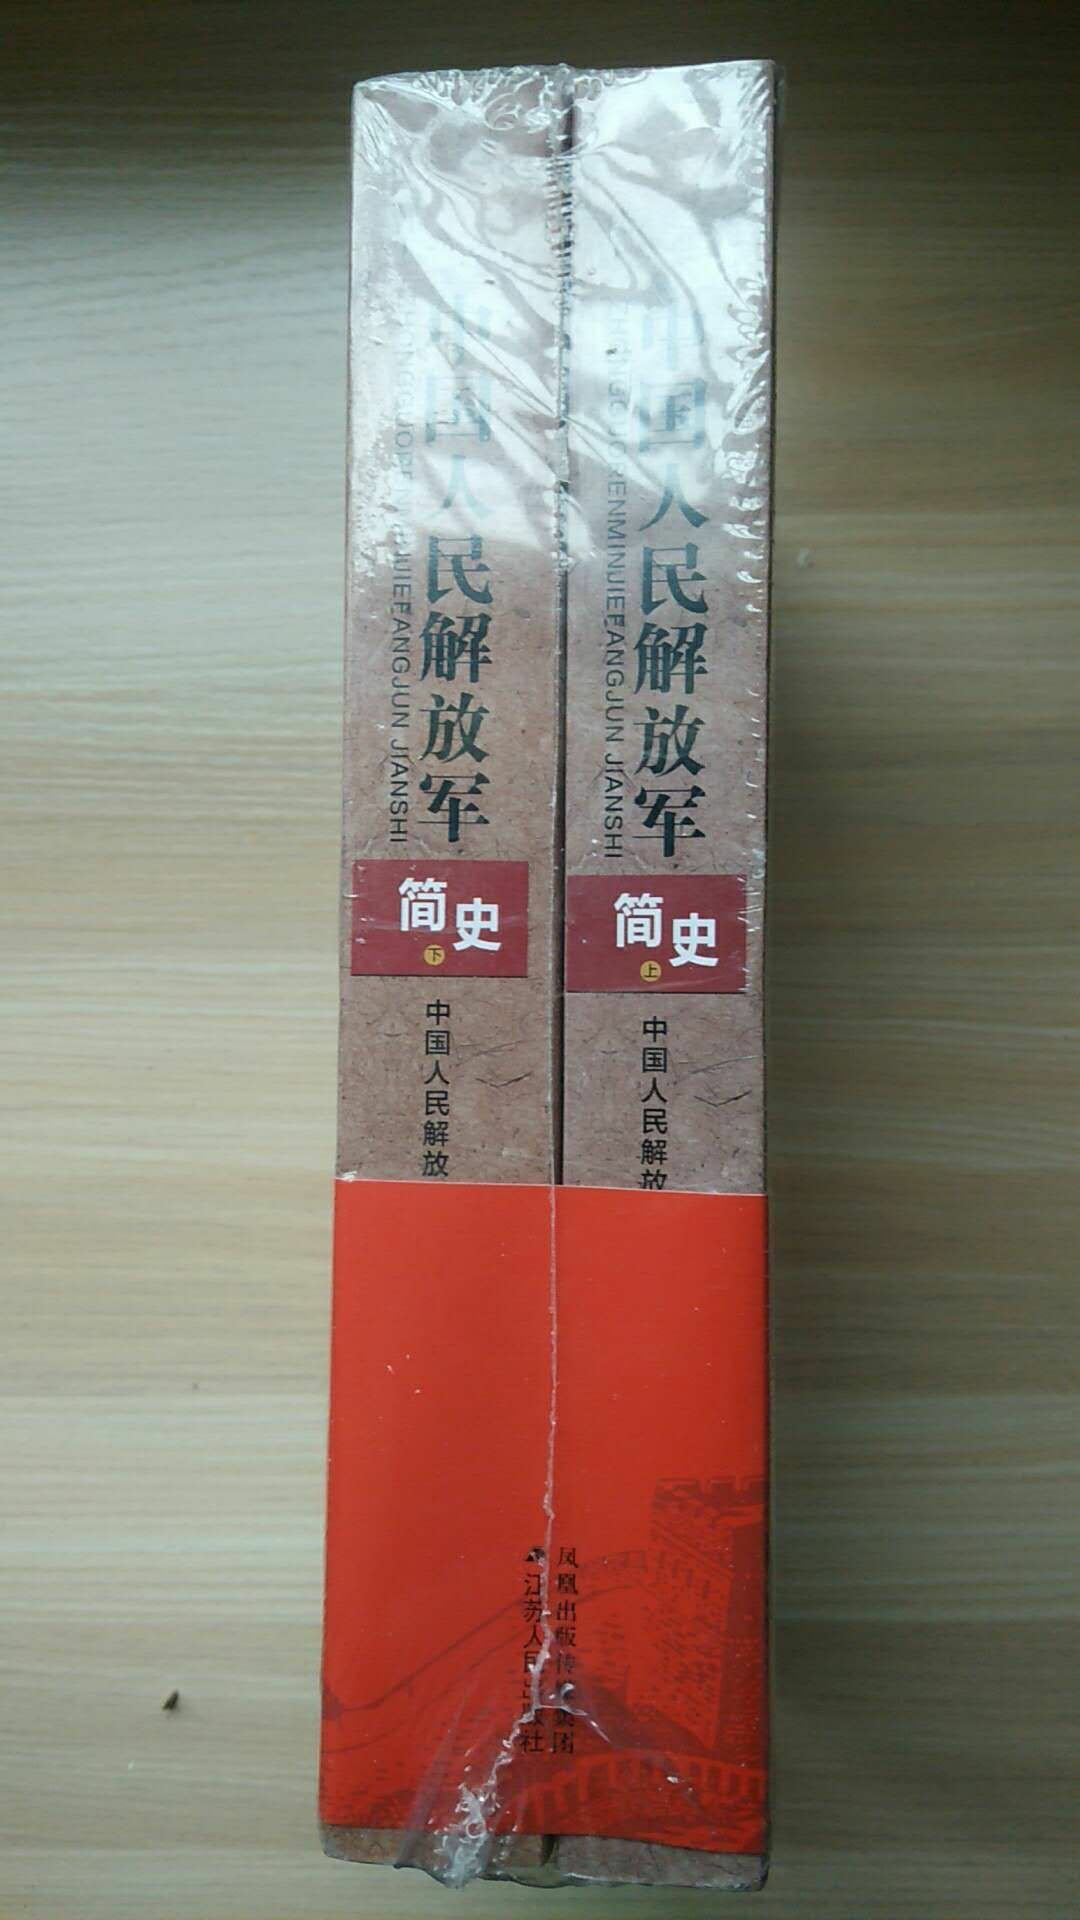 中国人民解放军
ZHONGGUORENMINJIEFANGJUN JIANSHI
简史
下
中国人民解放
中国人民解放军
ZHONGGUORENMINJIEFANGJUN JIANSHI
简史
上
中国人民解放
凤凰出版传媒集团
江苏人民出版社